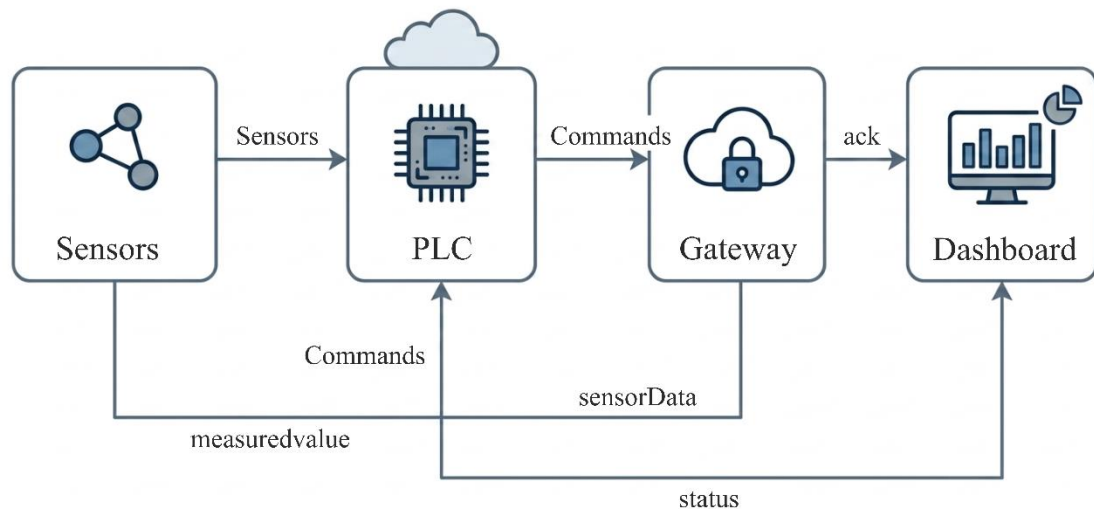 Sensors
Commands
ack
Sensors
PLC
Gateway
Dashboard
Commands
sensorData
measuredvalue
status